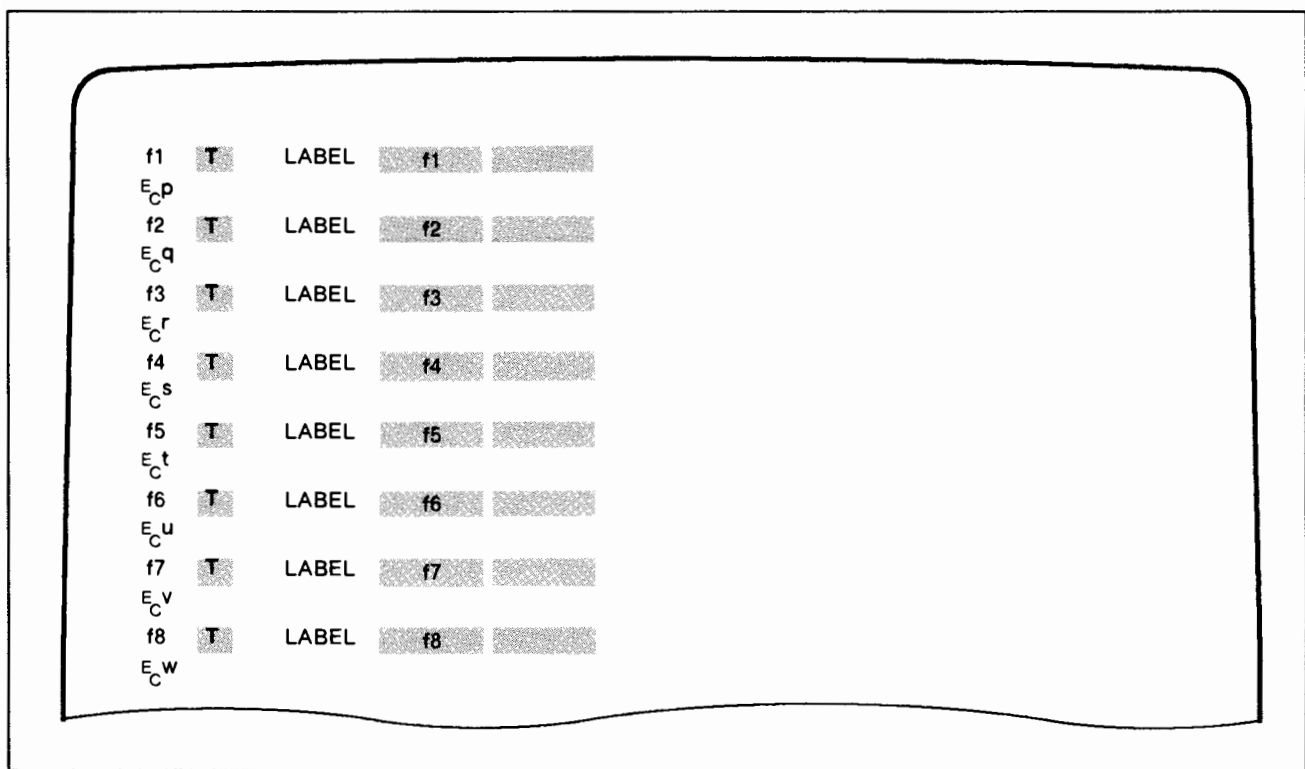 f1 T LABEL f1
ECp
f2 T LABEL f2
ECq
f3 T LABEL f3
ECr
f4 T LABEL f4
ECs
f5 T LABEL f5
ECt
f6 T LABEL f6
ECu
f7 T LABEL f7
ECv
f8 T LABEL f8
ECw